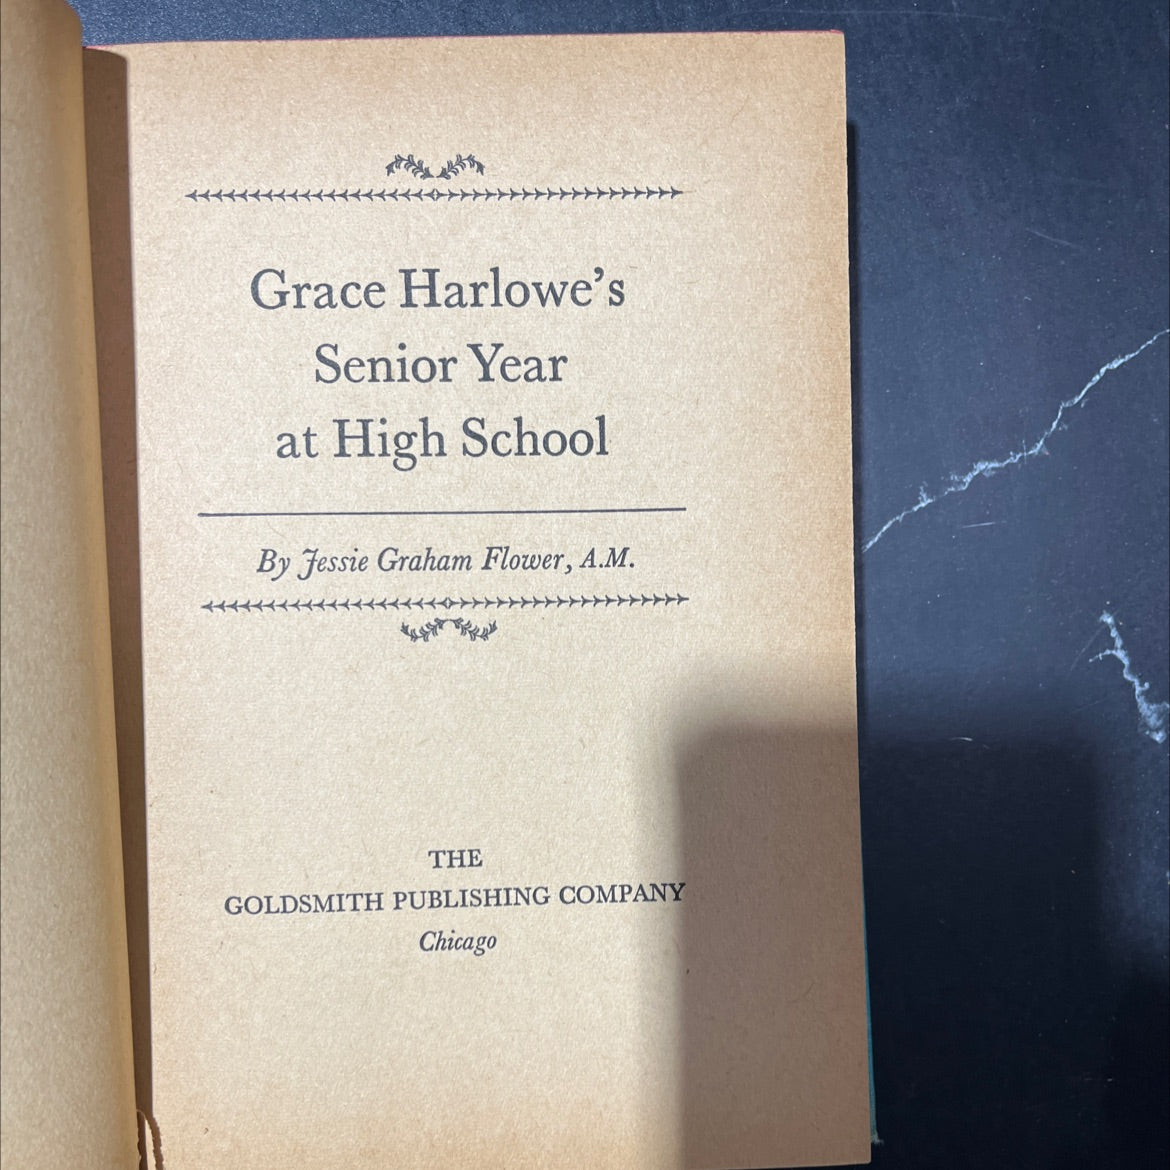 Grace Harlowe's
Senior Year
at High School
By Jessie Graham Flower, A.M.
THE
GOLDSMITH PUBLISHING COMPANY
Chicago